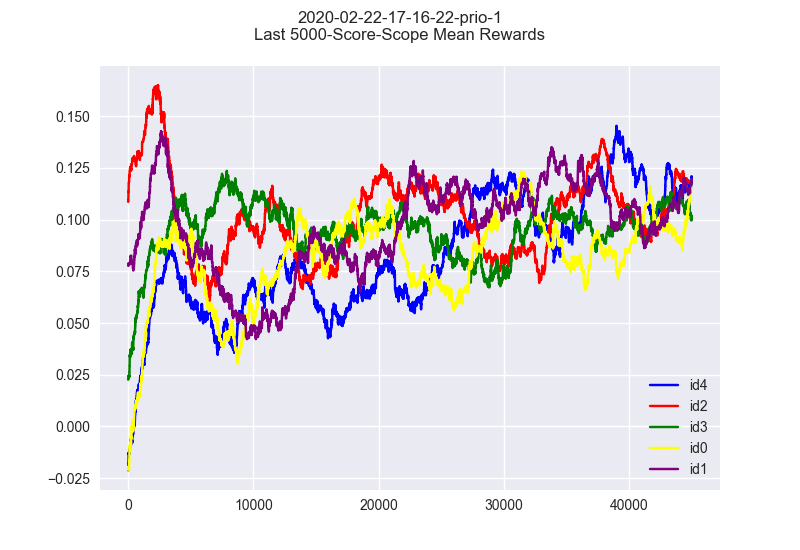 2020-02-22-17-16-22-prio-1
Last 5000-Score-Scope Mean Rewards
0.150
0.125
0.100
0.075
0.050
0.025
0.000
−0.025
0
10000
20000
30000
40000
id4
id2
id3
id0
id1